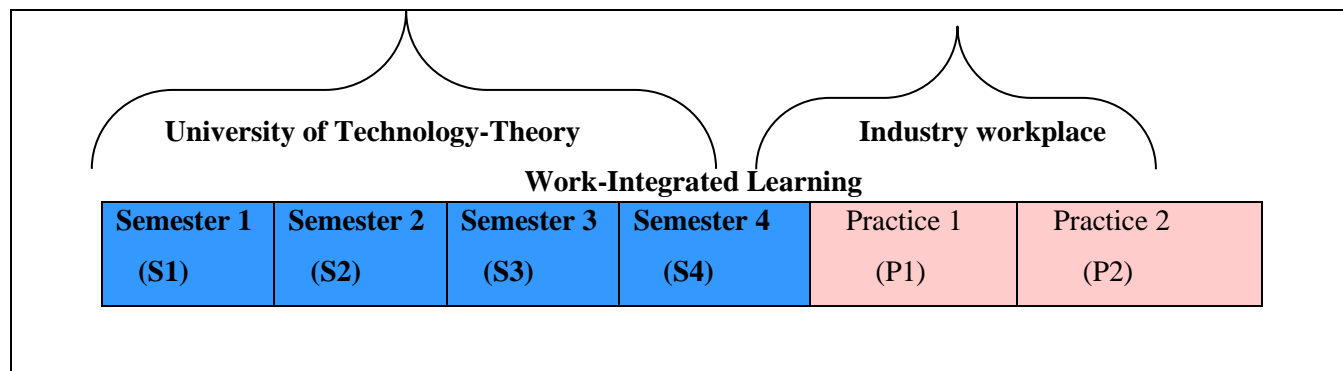 University of Technology-Theory Industry workplace
Work-Integrated Learning
Semester 1 Semester 2 Semester 3 Semester 4 Practice 1 Practice 2
(S1) (S2) (S3) (S4) (P1) (P2)